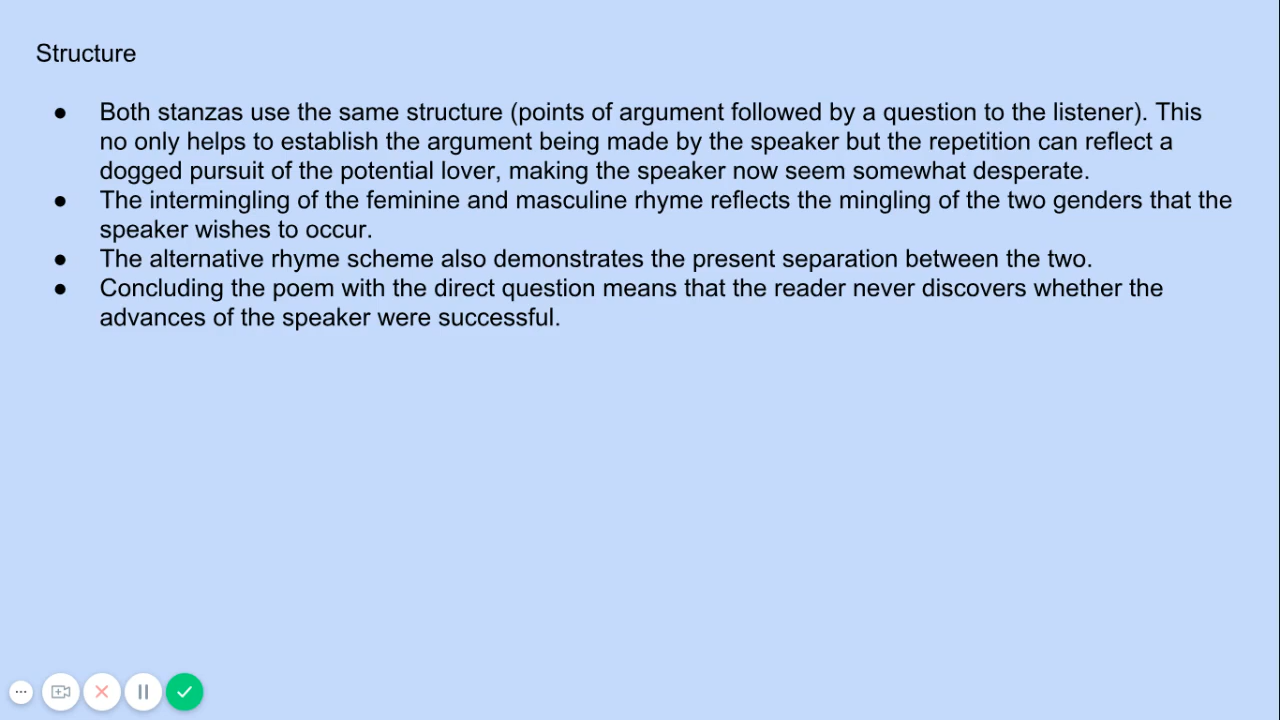 Structure
● Both stanzas use the same structure (points of argument followed by a question to the listener). This
no only helps to establish the argument being made by the speaker but the repetition can reflect a
dogged pursuit of the potential lover, making the speaker now seem somewhat desperate.
● The intermingling of the feminine and masculine rhyme reflects the mingling of the two genders that the
speaker wishes to occur.
● The alternative rhyme scheme also demonstrates the present separation between the two.
● Concluding the poem with the direct question means that the reader never discovers whether the
advances of the speaker were successful.